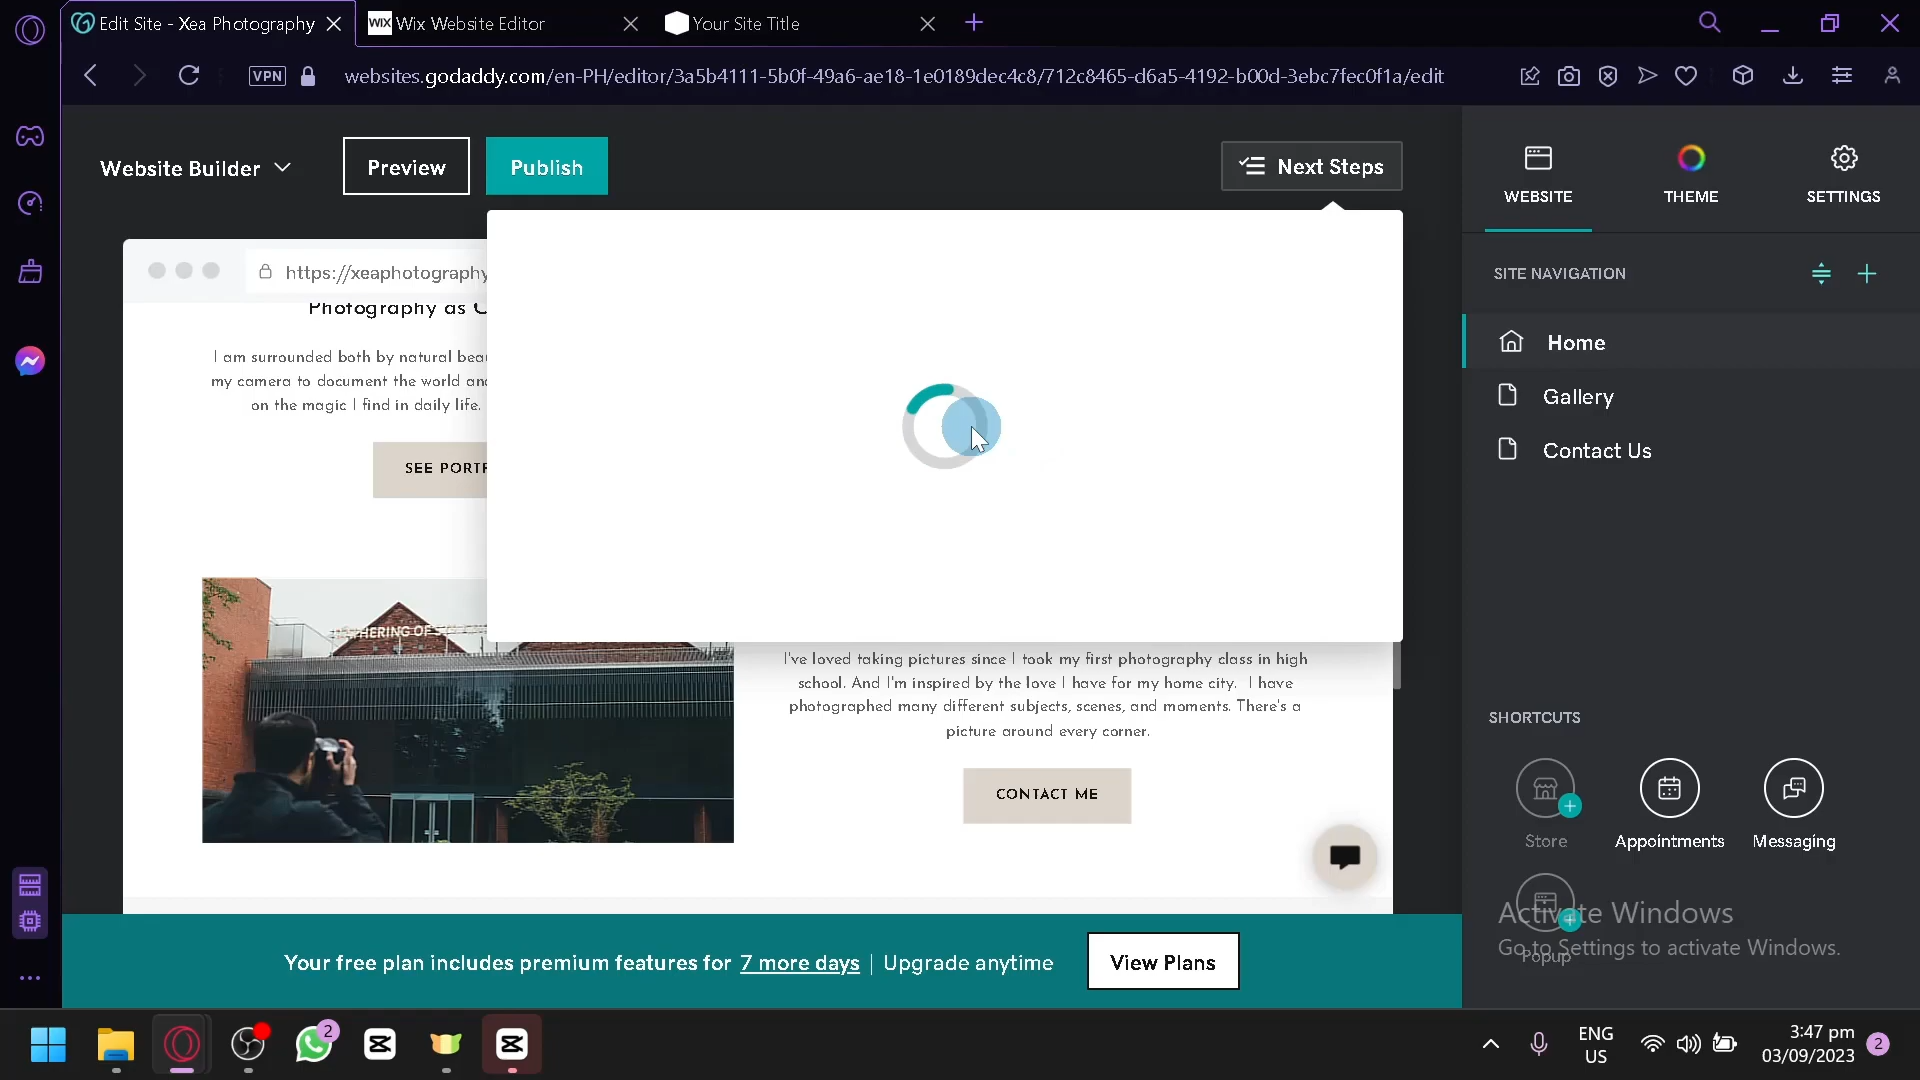 Edit Site - Xea Photography
WIX Wix Website Editor
Your Site Title
VPN
websites.godaddy.com/en-PH/editor/3a5b4111-5b0f-49a6-ae18-1e0189dec4c8/712c8465-d6a5-4192-b00d-3ebc7fec0f1a/edit
Website Builder
Preview
Publish
Next Steps
WEBSITE
THEME
SETTINGS
https://xeaphotography
SITE NAVIGATION
Photography as
Home
I am surrounded both by natural
my camera to document the world
on the magic I find in daily life.
Gallery
Contact Us
SEE
I've loved taking pictures since I took my first photography class in high
school. And I'm inspired by the love I have for my home city. I have
photographed many different subjects, scenes, and moments. There's a
picture around every corner.
CONTACT ME
SHORTCUTS
Store
Appointments
Messaging
Popup
Activate Windows
Go to Settings to activate Windows.
Your free plan includes premium features for 7 more days | Upgrade anytime
View Plans
2
ENG
US
3:47 pm
03/09/2023
2